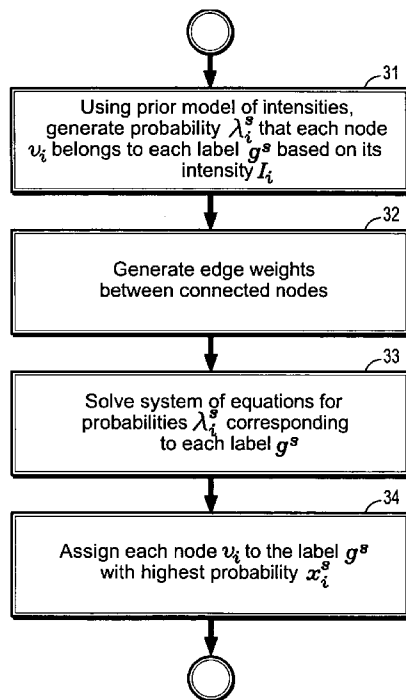 31
Using prior model of intensities,
generate probability λᵢˢ that each node
vᵢ belongs to each label gˢ based on its
intensity Iᵢ
32
Generate edge weights
between connected nodes
33
Solve system of equations for
probabilities λᵢˢ corresponding
to each label gˢ
34
Assign each node vᵢ to the label gˢ
with highest probability xᵢˢ